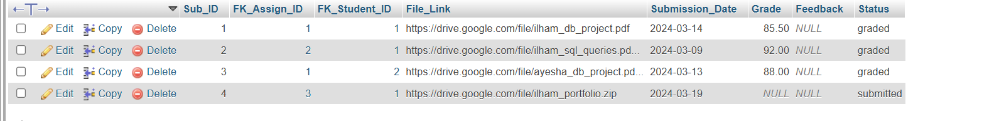 ←T→ Sub_ID FK_Assign_ID FK_Student_ID File_Link Submission_Date Grade Feedback Status
Edit Copy Delete 1 1 1 https://drive.google.com/file/ilham_db_project.pdf 2024-03-14 85.50 NULL graded
Edit Copy Delete 2 2 1 https://drive.google.com/file/ilham_sql_queries.pd... 2024-03-09 92.00 NULL graded
Edit Copy Delete 3 1 2 https://drive.google.com/file/ayesha_db_project.pd... 2024-03-13 88.00 NULL graded
Edit Copy Delete 4 3 1 https://drive.google.com/file/ilham_portfolio.zip 2024-03-19 NULL NULL submitted